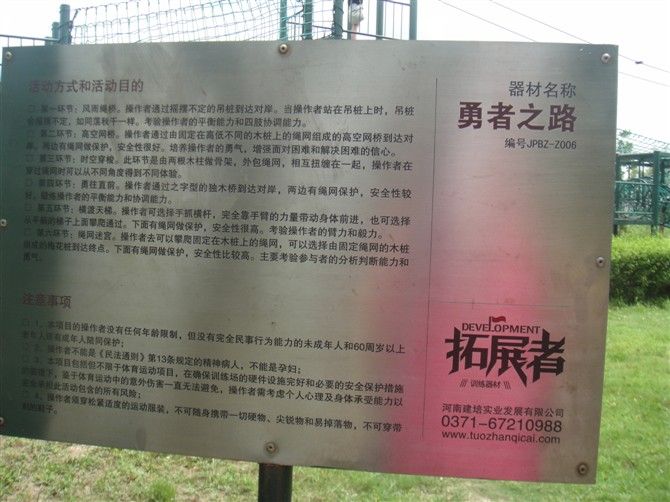 活动方式和活动目的
□ 第一环节：风雨绳桥。操作者通过摇摆不定的吊桩到达对岸。当操作者站在吊桩上时，吊桩
会摇摆不定，如同荡秋千一样。考验操作者的平衡能力和四肢协调能力。
□ 第二环节：高空网桥。操作者通过由固定在高低不同的木桩上的绳网组成的高空网桥到达对
岸。两边有绳网做保护，安全性很好。培养操作者的勇气，增强面对困难和解决困难的信心。
□ 第三环节：时空穿梭。此环节是由两根木柱做骨架，外包绳网，相互扭缠在一起，操作者在
穿过绳网时可以从不同角度得到不同体验。
□ 第四环节：勇往直前。操作者通过之字型的独木桥到达对岸，两边有绳网保护，安全性较
好。锻炼操作者的平衡能力和协调能力。
□ 第五环节：横渡天梯。操作者可选择于抓横杆，完全靠手臂的力量带动身体前进，也可选择
从平躺的梯子上面攀爬通过。下面有绳网做保护，安全性很高。考验操作者的臂力和毅力。
□ 第六环节：绳网迷宫。操作者去可以攀爬固定在木桩上的绳网，可以选择由固定绳网的木桩
组成的梅花桩到达终点。下面有绳网做保护，安全性比较高。主要考验参与者的分析判断能力和
勇气。
注意事项
□ 1、本项目的操作者没有任何年龄限制，但没有完全民事行为能力的未成年人和60周岁以上
老年人须有成年人陪同保护；
□ 2、操作者不能是《民法通则》第13条规定的精神病人，不能是孕妇；
□ 3、本项目包括但不限于体育运动项目，在确保训练场的硬件设施完好和必要的安全保护措施
的前提下，鉴于体育运动中的意外伤害一直无法避免，操作者需考虑个人心理及身体承受能力以
及承担此活动包含的所有风险；
□ 4、操作者须穿松紧适度的运动服装，不可随身携带一切硬物、尖锐物和易掉落物，不可穿带
钉的鞋子。
器材名称
勇者之路
编号JPBZ-Z006
DEVELOPMENT
拓展者
训练器材
河南建培实业发展有限公司
0371-67210988
www.tuozhanqicai.com